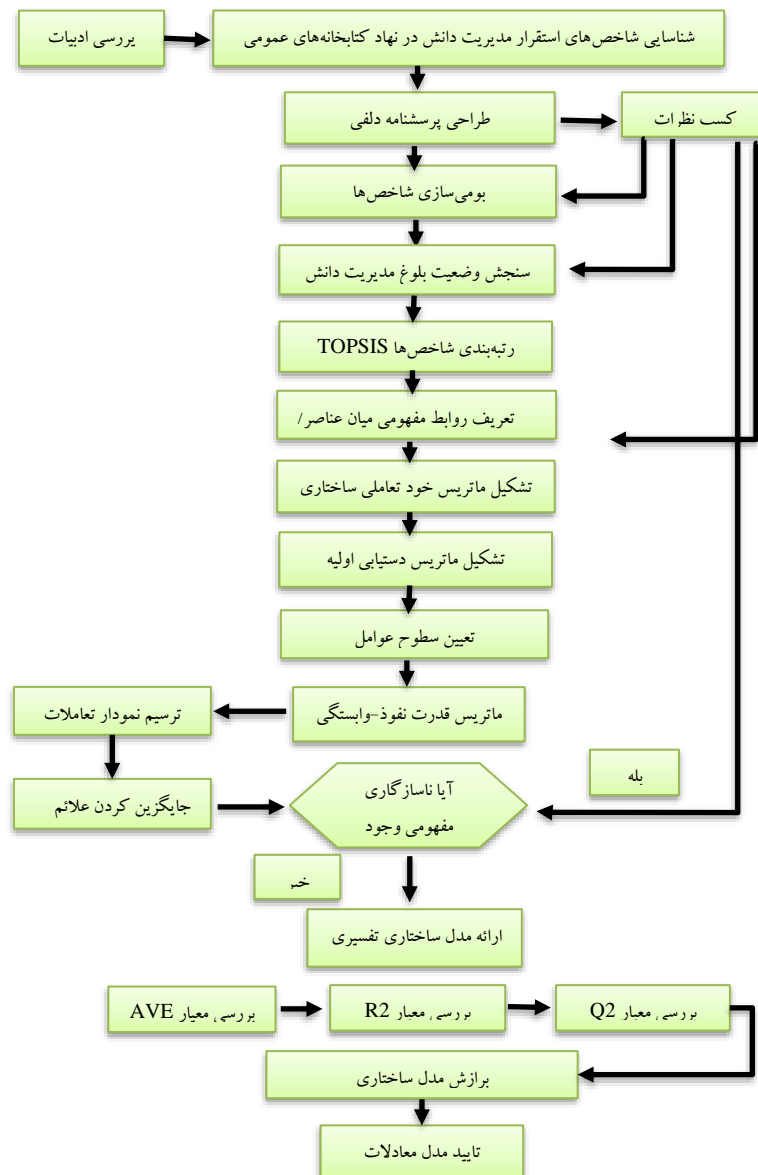 بررسی ادبیات
شناسایی شاخص‌های استقرار مدیریت دانش در نهاد کتابخانه‌های عمومی
طراحی پرسشنامه دلفی
کسب نظرات
بومی‌سازی شاخص‌ها
سنجش وضعیت بلوغ مدیریت دانش
رتبه‌بندی شاخص‌ها TOPSIS
تعریف روابط مفهومی میان عناصر/
تشکیل ماتریس خود تعاملی ساختاری
تشکیل ماتریس دستیابی اولیه
تعیین سطوح عوامل
ماتریس قدرت نفوذ-وابستگی
ترسیم نمودار تعاملات
جایگزین کردن علائم
آیا ناسازگاری
مفهومی وجود
بله
خیر
ارائه مدل ساختاری تفسیری
بررسی معیار AVE
بررسی معیار R2
بررسی معیار Q2
برازش مدل ساختاری
تایید مدل معادلات